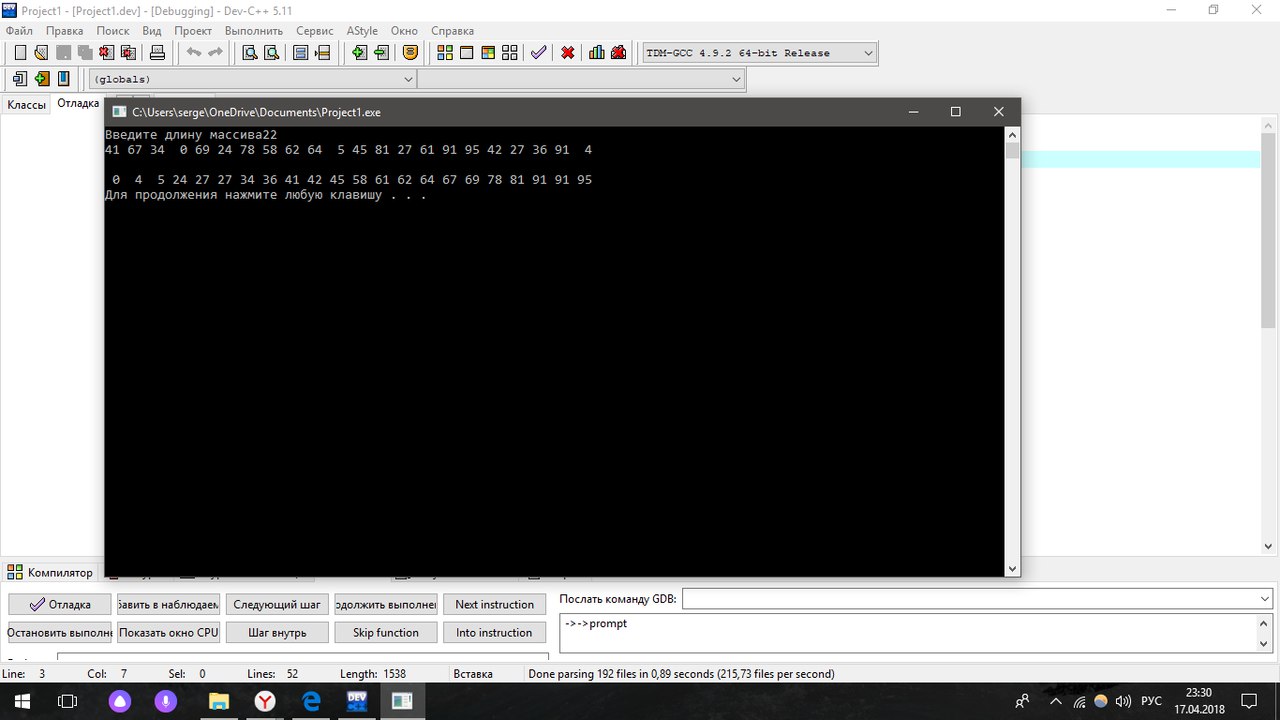 Project1 - [Project1.dev] - [Debugging] - Dev-C++ 5.11
Файл Правка Поиск Вид Проект Выполнить Сервис AStyle Окно Справка
TDM-GCC 4.9.2 64-bit Release
(globals)
Классы Отладка
C:\Users\serge\OneDrive\Documents\Project1.exe
Введите длину массива22
41 67 34 0 69 24 78 58 62 64 5 45 81 27 61 91 95 42 27 36 91 4
0 4 5 24 27 27 34 36 41 42 45 58 61 62 64 67 69 78 81 91 91 95
Для продолжения нажмите любую клавишу . . .
Компилятор
Отладка Следующий шаг Next instruction
Показать окно CPU Шаг внутрь Skip function Into instruction
Послать команду GDB:
->->prompt
Line: 3 Col: 7 Sel: 0 Lines: 52 Length: 1538 Вставка Done parsing 192 files in 0,89 seconds (215,73 files per second)
DEV
РУС
23:30
17.04.2018